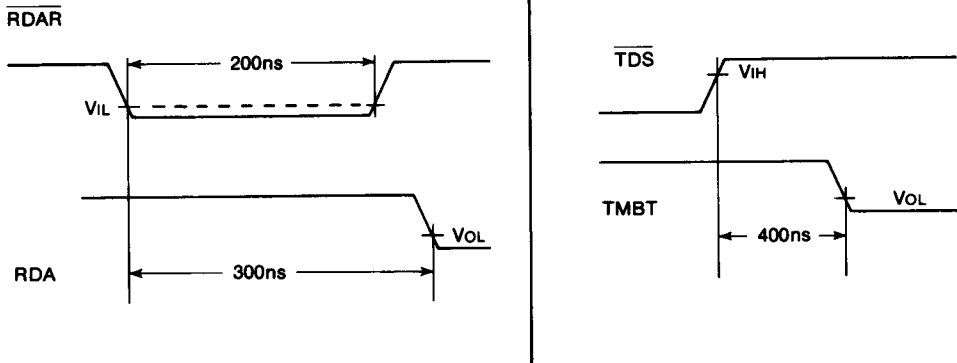 RDAR
200ns
VIL
VOL
RDA
300ns
TDS
VIH
TMBT
VOL
400ns